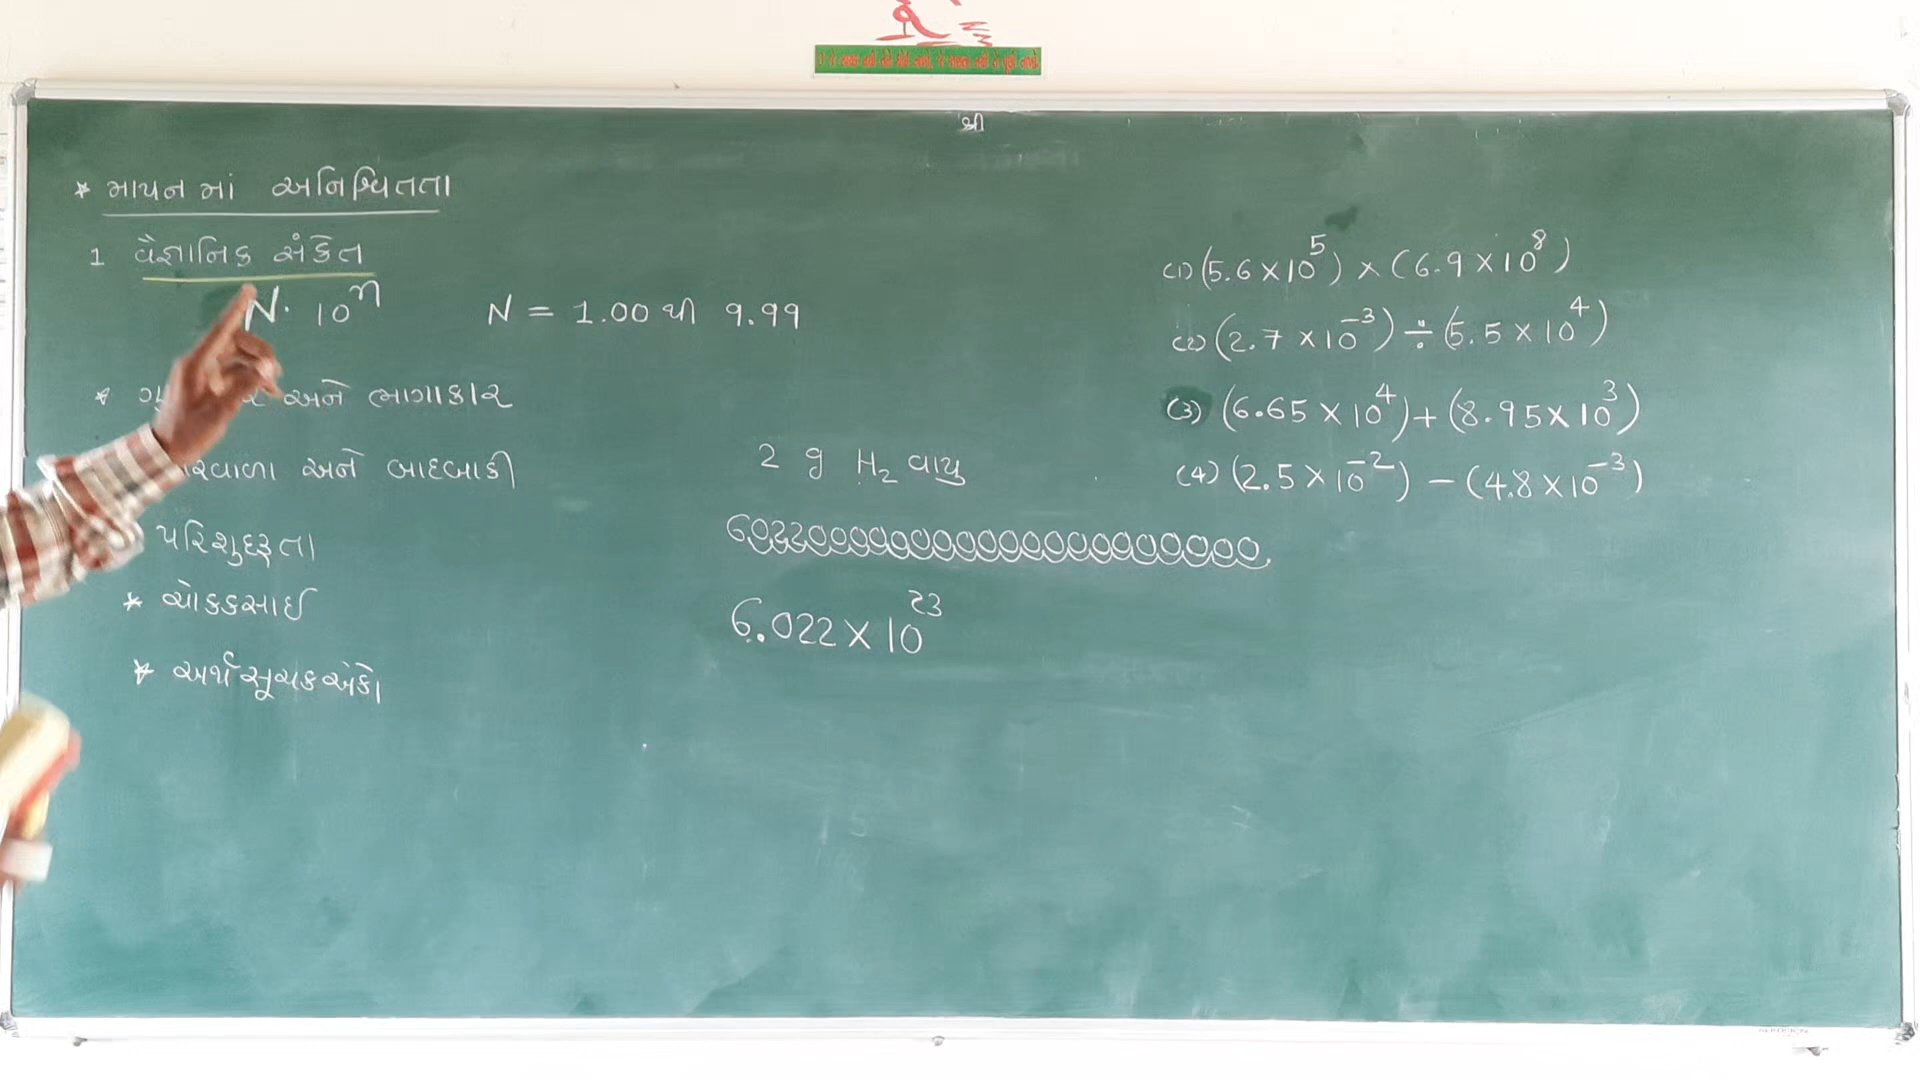 શ્રી
* માપન માં અનિશ્ચિતતા
1 વૈજ્ઞાનિક સંકેત
N. 10ⁿ N = 1.00 થી 9.99
* અને ભાગાકાર
અને બાદબાકી
પરિશુદ્ધતા
* ચોકકસાઈ
* અર્થસૂચક અંકો
2 g H₂ વાયુ
602200000000000000000000
6.022 × 10²³
(1) (5.6 × 10⁵) × (6.9 × 10⁸)
(2) (2.7 × 10⁻³) ÷ (5.5 × 10⁴)
(3) (6.65 × 10⁴) + (8.95 × 10³)
(4) (2.5 × 10⁻²) − (4.8 × 10⁻³)